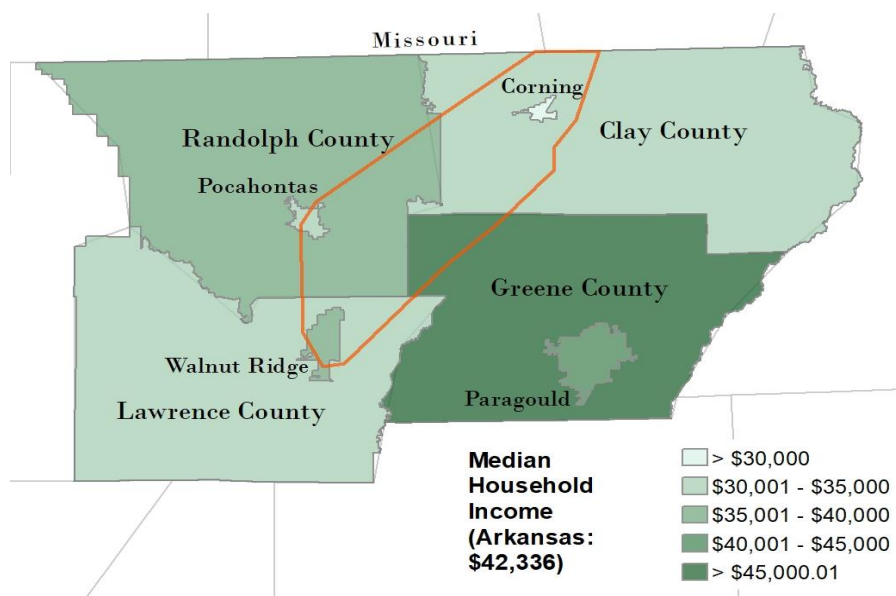 Missouri
Corning
Randolph County
Clay County
Pocahontas
Greene County
Walnut Ridge
Paragould
Lawrence County
Median
Household
Income
(Arkansas:
$42,336)
> $30,000
$30,001 - $35,000
$35,001 - $40,000
$40,001 - $45,000
> $45,000.01